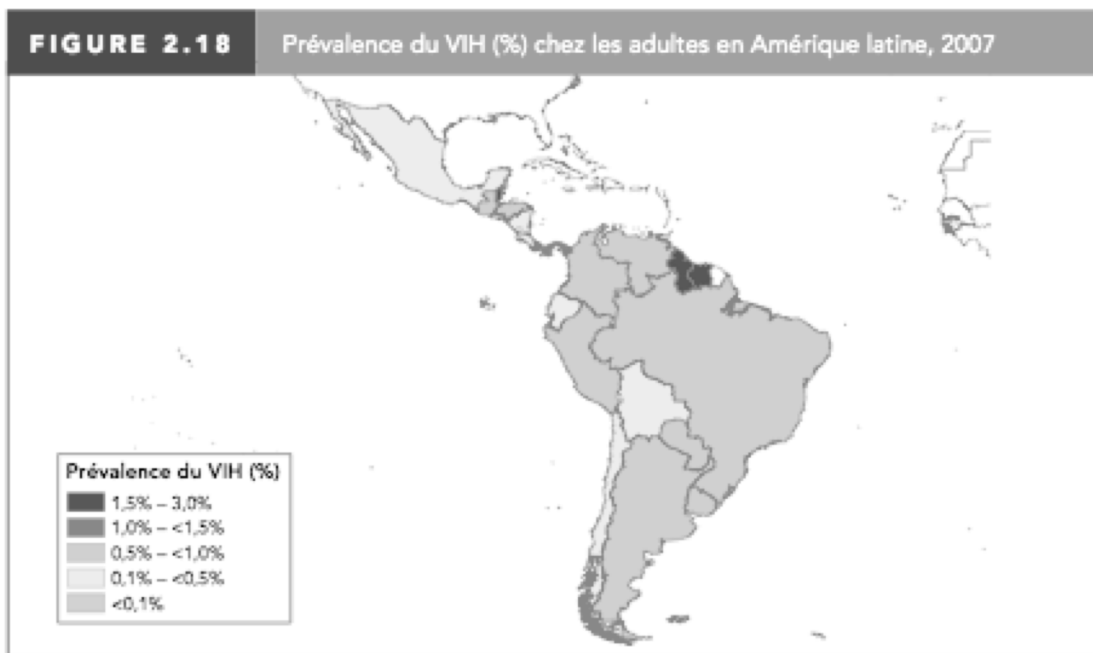 FIGURE 2.18
Prévalence du VIH (%) chez les adultes en Amérique latine, 2007
Prévalence du VIH (%)
1,5% – 3,0%
1,0% – <1,5%
0,5% – <1,0%
0,1% – <0,5%
<0,1%